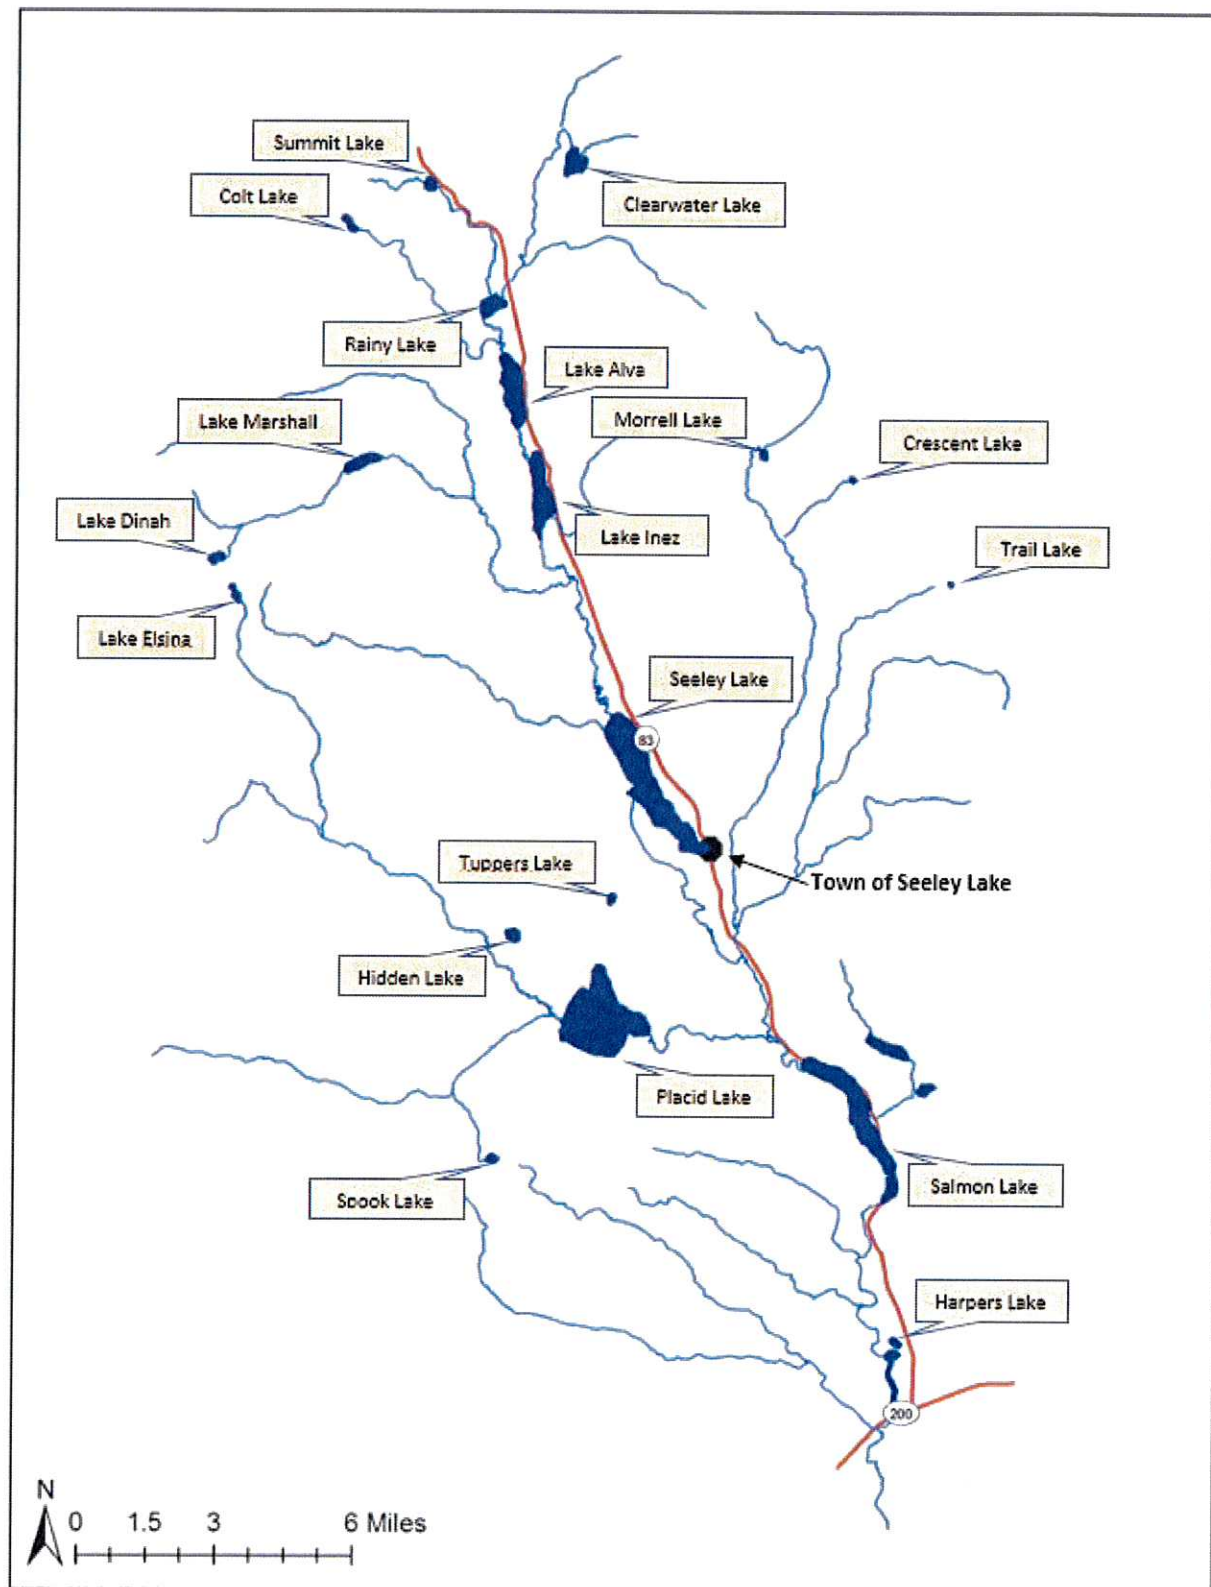 Summit Lake
Colt Lake
Clearwater Lake
Rainy Lake
Lake Alva
Lake Marshall
Morrell Lake
Crescent Lake
Lake Dinah
Lake Inez
Trail Lake
Lake Elsina
Seeley Lake
83
Tuppers Lake
Town of Seeley Lake
Hidden Lake
Placid Lake
Salmon Lake
Spook Lake
Harpers Lake
200
N
0 1.5 3 6 Miles